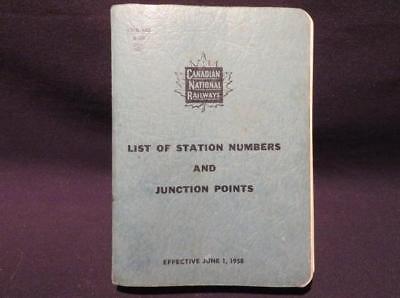 CANADIAN
NATIONAL
RAILWAYS
LIST OF STATION NUMBERS
AND
JUNCTION POINTS
EFFECTIVE JUNE 1, 1958